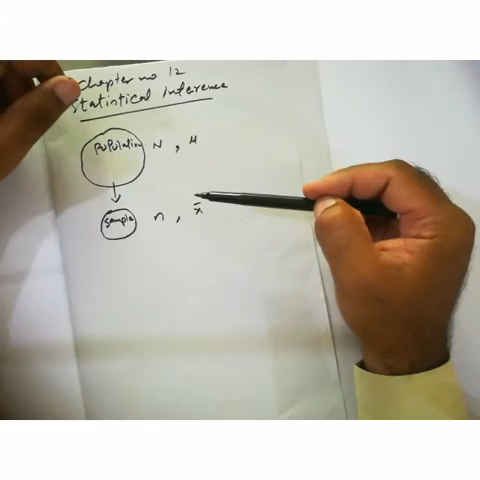 Chapter no 12
Statistical inference
Population N, μ
Sample n, x̄